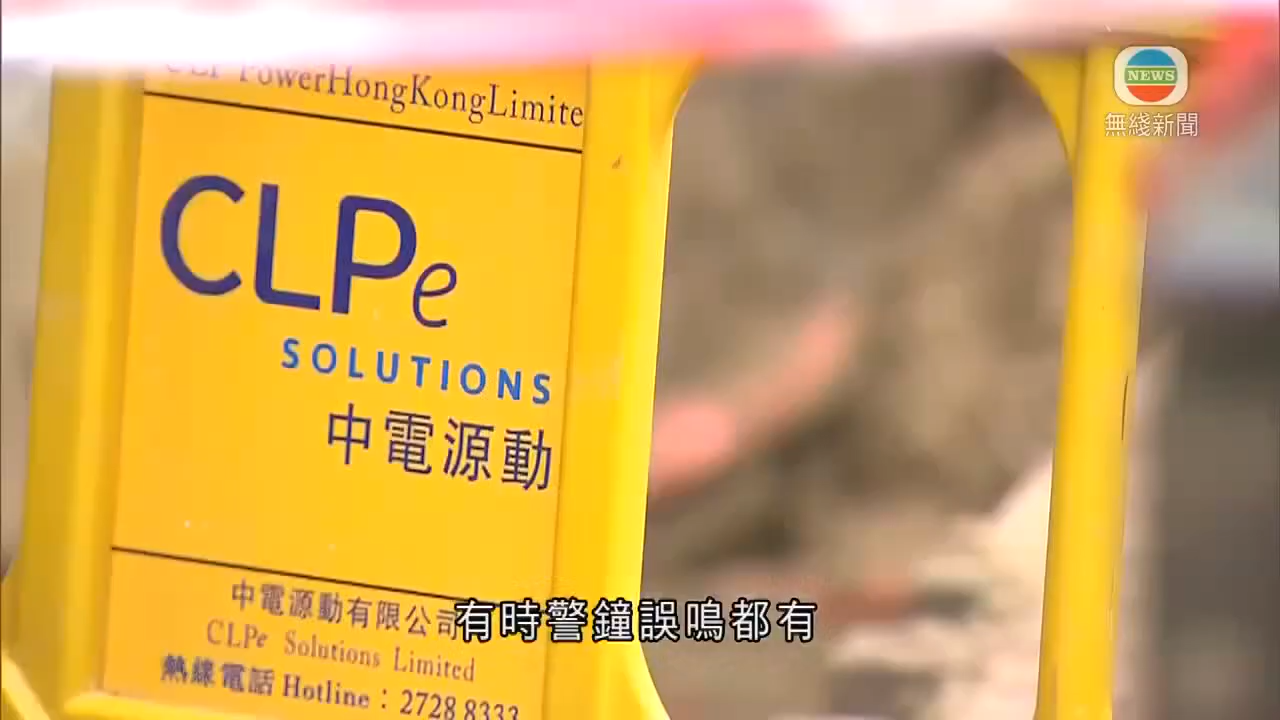 CLP PowerHongKongLimite
NEWS
無綫新聞
CLPe
SOLUTIONS
中電源動
中電源動有限公司
CLPe Solutions Limited
熱線電話 Hotline : 2728 8333
有時警鐘誤鳴都有